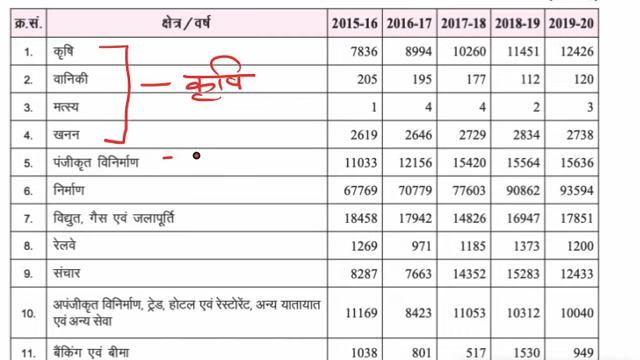 क्र.सं. क्षेत्र/वर्ष 2015-16 2016-17 2017-18 2018-19 2019-20
1. कृषि 7836 8994 10260 11451 12426
2. वानिकी 205 195 177 112 120
कृषि
3. मत्स्य 1 4 4 2 3
4. खनन 2619 2646 2729 2834 2738
5. पंजीकृत विनिर्माण 11033 12156 15420 15564 15636
6. निर्माण 67769 70779 77603 90862 93594
7. विद्युत, गैस एवं जलापूर्ति 18458 17942 14826 16947 17851
8. रेलवे 1269 971 1185 1373 1200
9. संचार 8287 7663 14352 15283 12433
10. अपंजीकृत विनिर्माण, ट्रेड, होटल एवं रेस्टोरेंट, अन्य यातायात 11169 8423 11053 10312 10040
एवं अन्य सेवा
11. बैंकिंग एवं बीमा 1038 801 517 1530 949